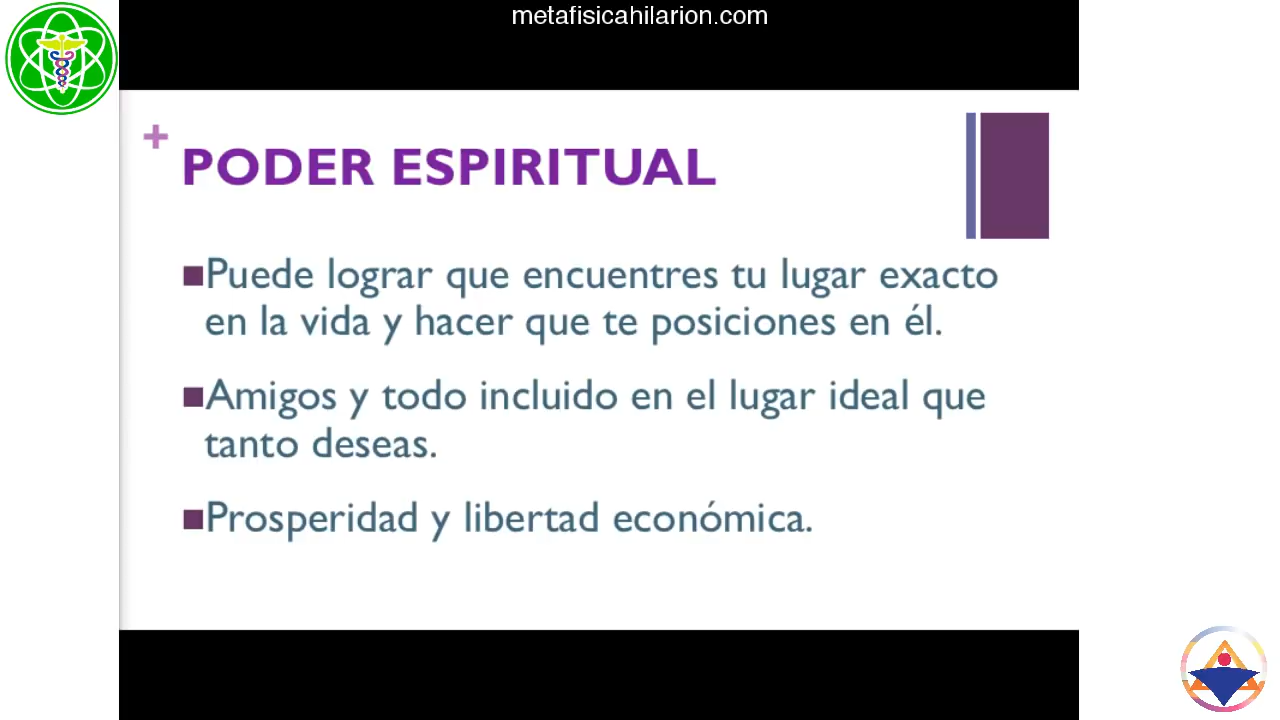 metafisicahilarion.com
+
PODER ESPIRITUAL
■Puede lograr que encuentres tu lugar exacto
en la vida y hacer que te posiciones en él.
■Amigos y todo incluido en el lugar ideal que
tanto deseas.
■Prosperidad y libertad económica.